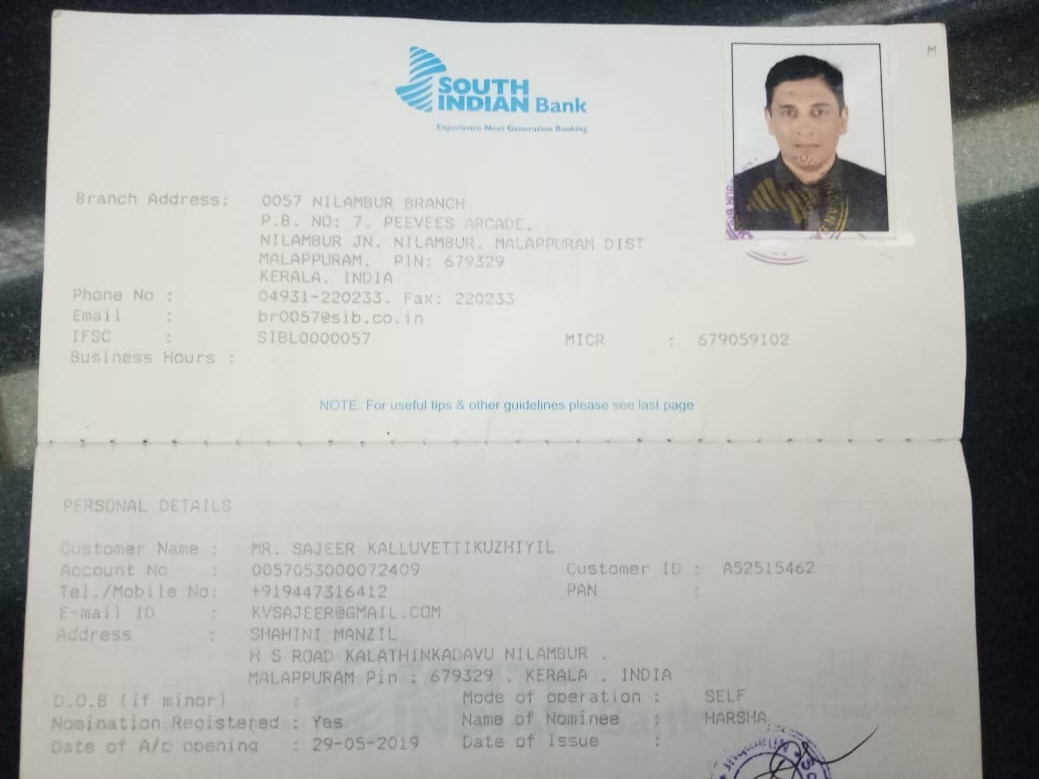 M
SOUTH
INDIAN Bank
Experience Next Generation Banking
Branch Address: 0057 NILAMBUR BRANCH
P.B. NO: 7, PEEVEES ARCADE,
NILAMBUR JN, NILAMBUR, MALAPPURAM DIST
MALAPPURAM, PIN: 679329
KERALA, INDIA
Phone No : 04931-220233, Fax: 220233
Email : br0057@sib.co.in
IFSC : SIBL0000057 MICR : 679059102
Business Hours :
NOTE: For useful tips & other guidelines please see last page
PERSONAL DETAILS
Customer Name : MR. SAJEER KALLUVETTIKUZHIYIL
Account No : 0057053000072409 Customer ID : A52515462
Tel./Mobile No: +919447316412 PAN :
E-mail ID : KVSAJEER@GMAIL.COM
Address : SHAHINI MANZIL
H S ROAD KALATHINKADAVU NILAMBUR .
MALAPPURAM Pin : 679329 , KERALA , INDIA
D.O.B (if minor) : Mode of operation : SELF
Nomination Registered : Yes Name of Nominee : HARSHA
Date of A/c opening : 29-05-2019 Date of Issue :